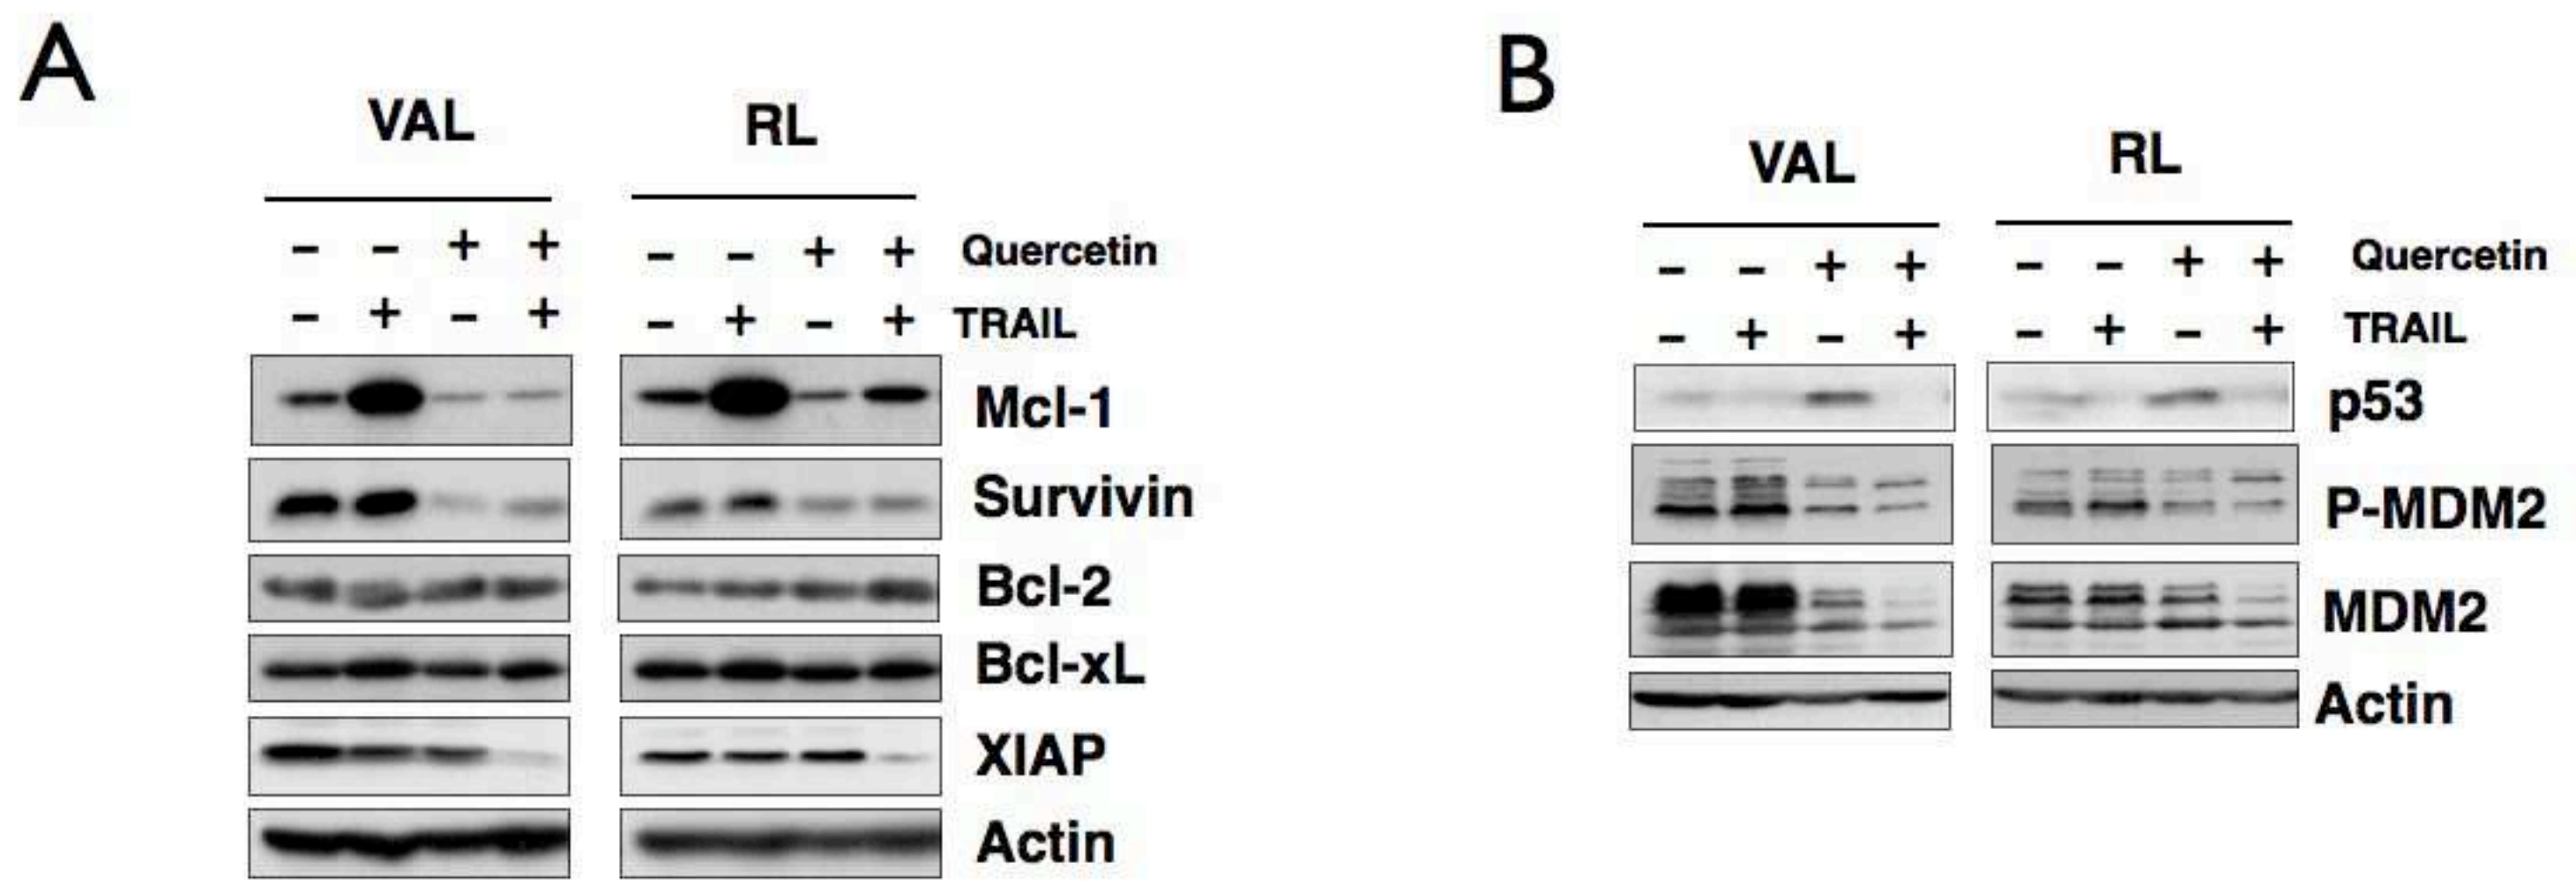 A
VAL RL
- - + + - - + + Quercetin
- + - + - + - + TRAIL
Mcl-1
Survivin
Bcl-2
Bcl-xL
XIAP
Actin
B
VAL RL
- - + + - - + + Quercetin
- + - + - + - + TRAIL
p53
P-MDM2
MDM2
Actin